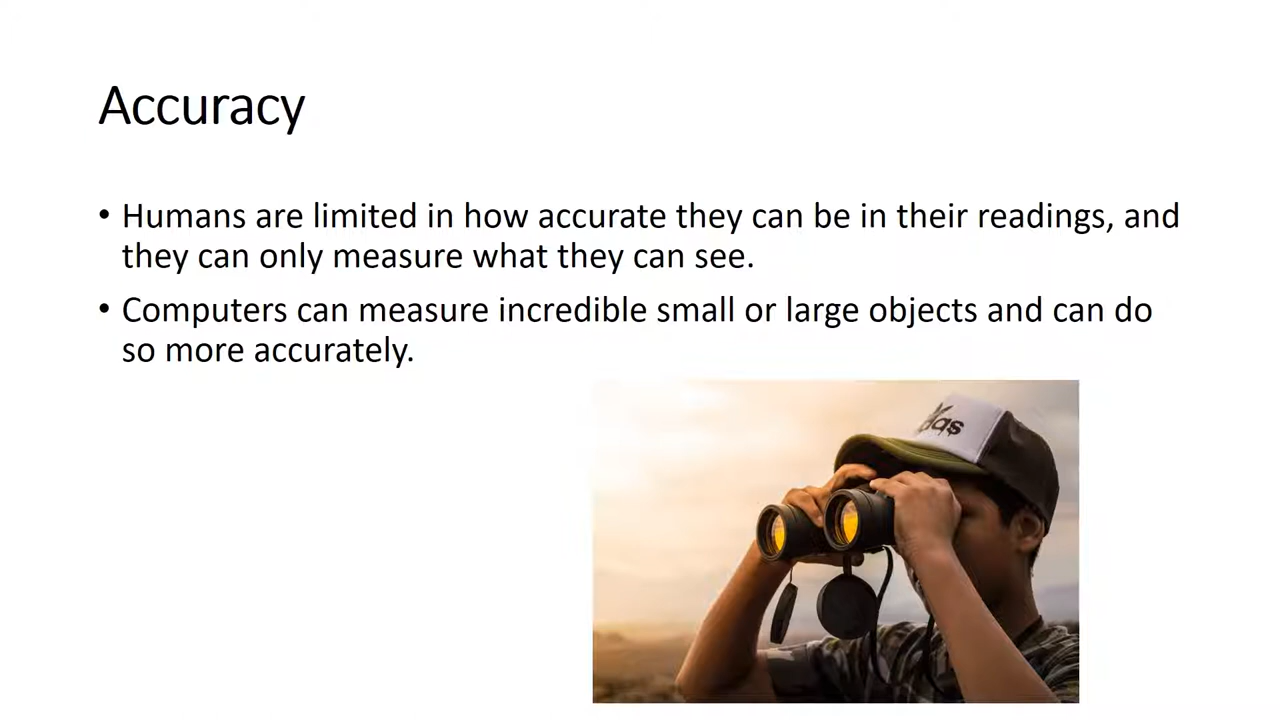 Accuracy
• Humans are limited in how accurate they can be in their readings, and
they can only measure what they can see.
• Computers can measure incredible small or large objects and can do
so more accurately.